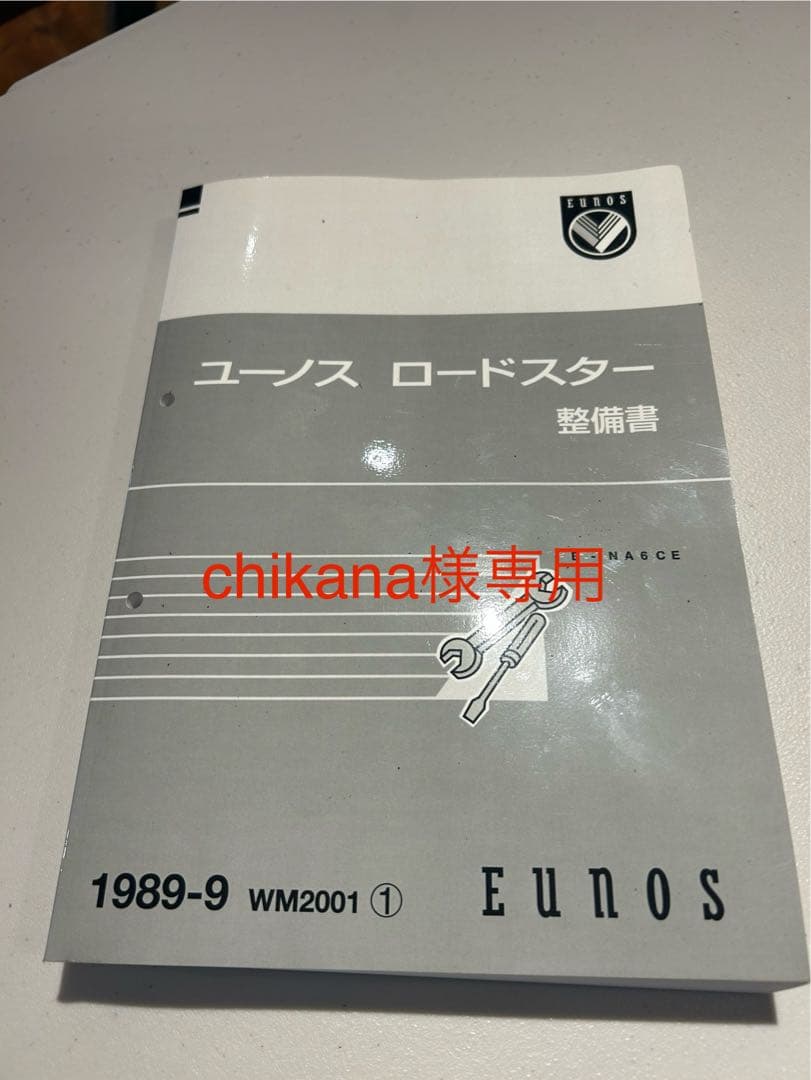 EUNOS
ユーノス ロードスター
整備書
E-NA6CE
chikana様専用
1989-9 WM2001 ①
EUNOS